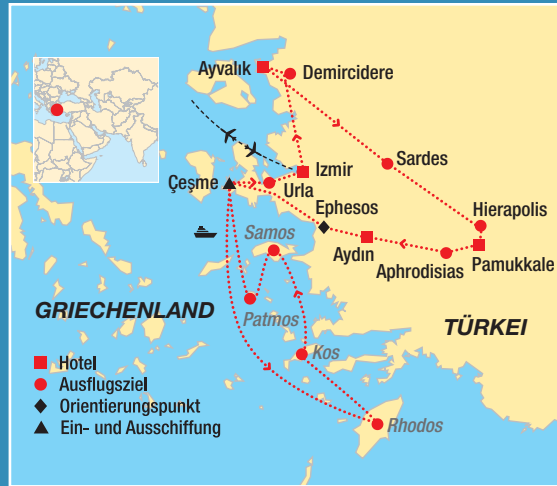 Ayvalık
Demircidere
Sardes
Izmir
Çeşme
Urla
Hierapolis
Ephesos
Samos
Aydın
Pamukkale
Aphrodisias
GRIECHENLAND
Patmos
TÜRKEI
Kos
Hotel
Ausflugsziel
Orientierungspunkt
Ein- und Ausschiffung
Rhodos